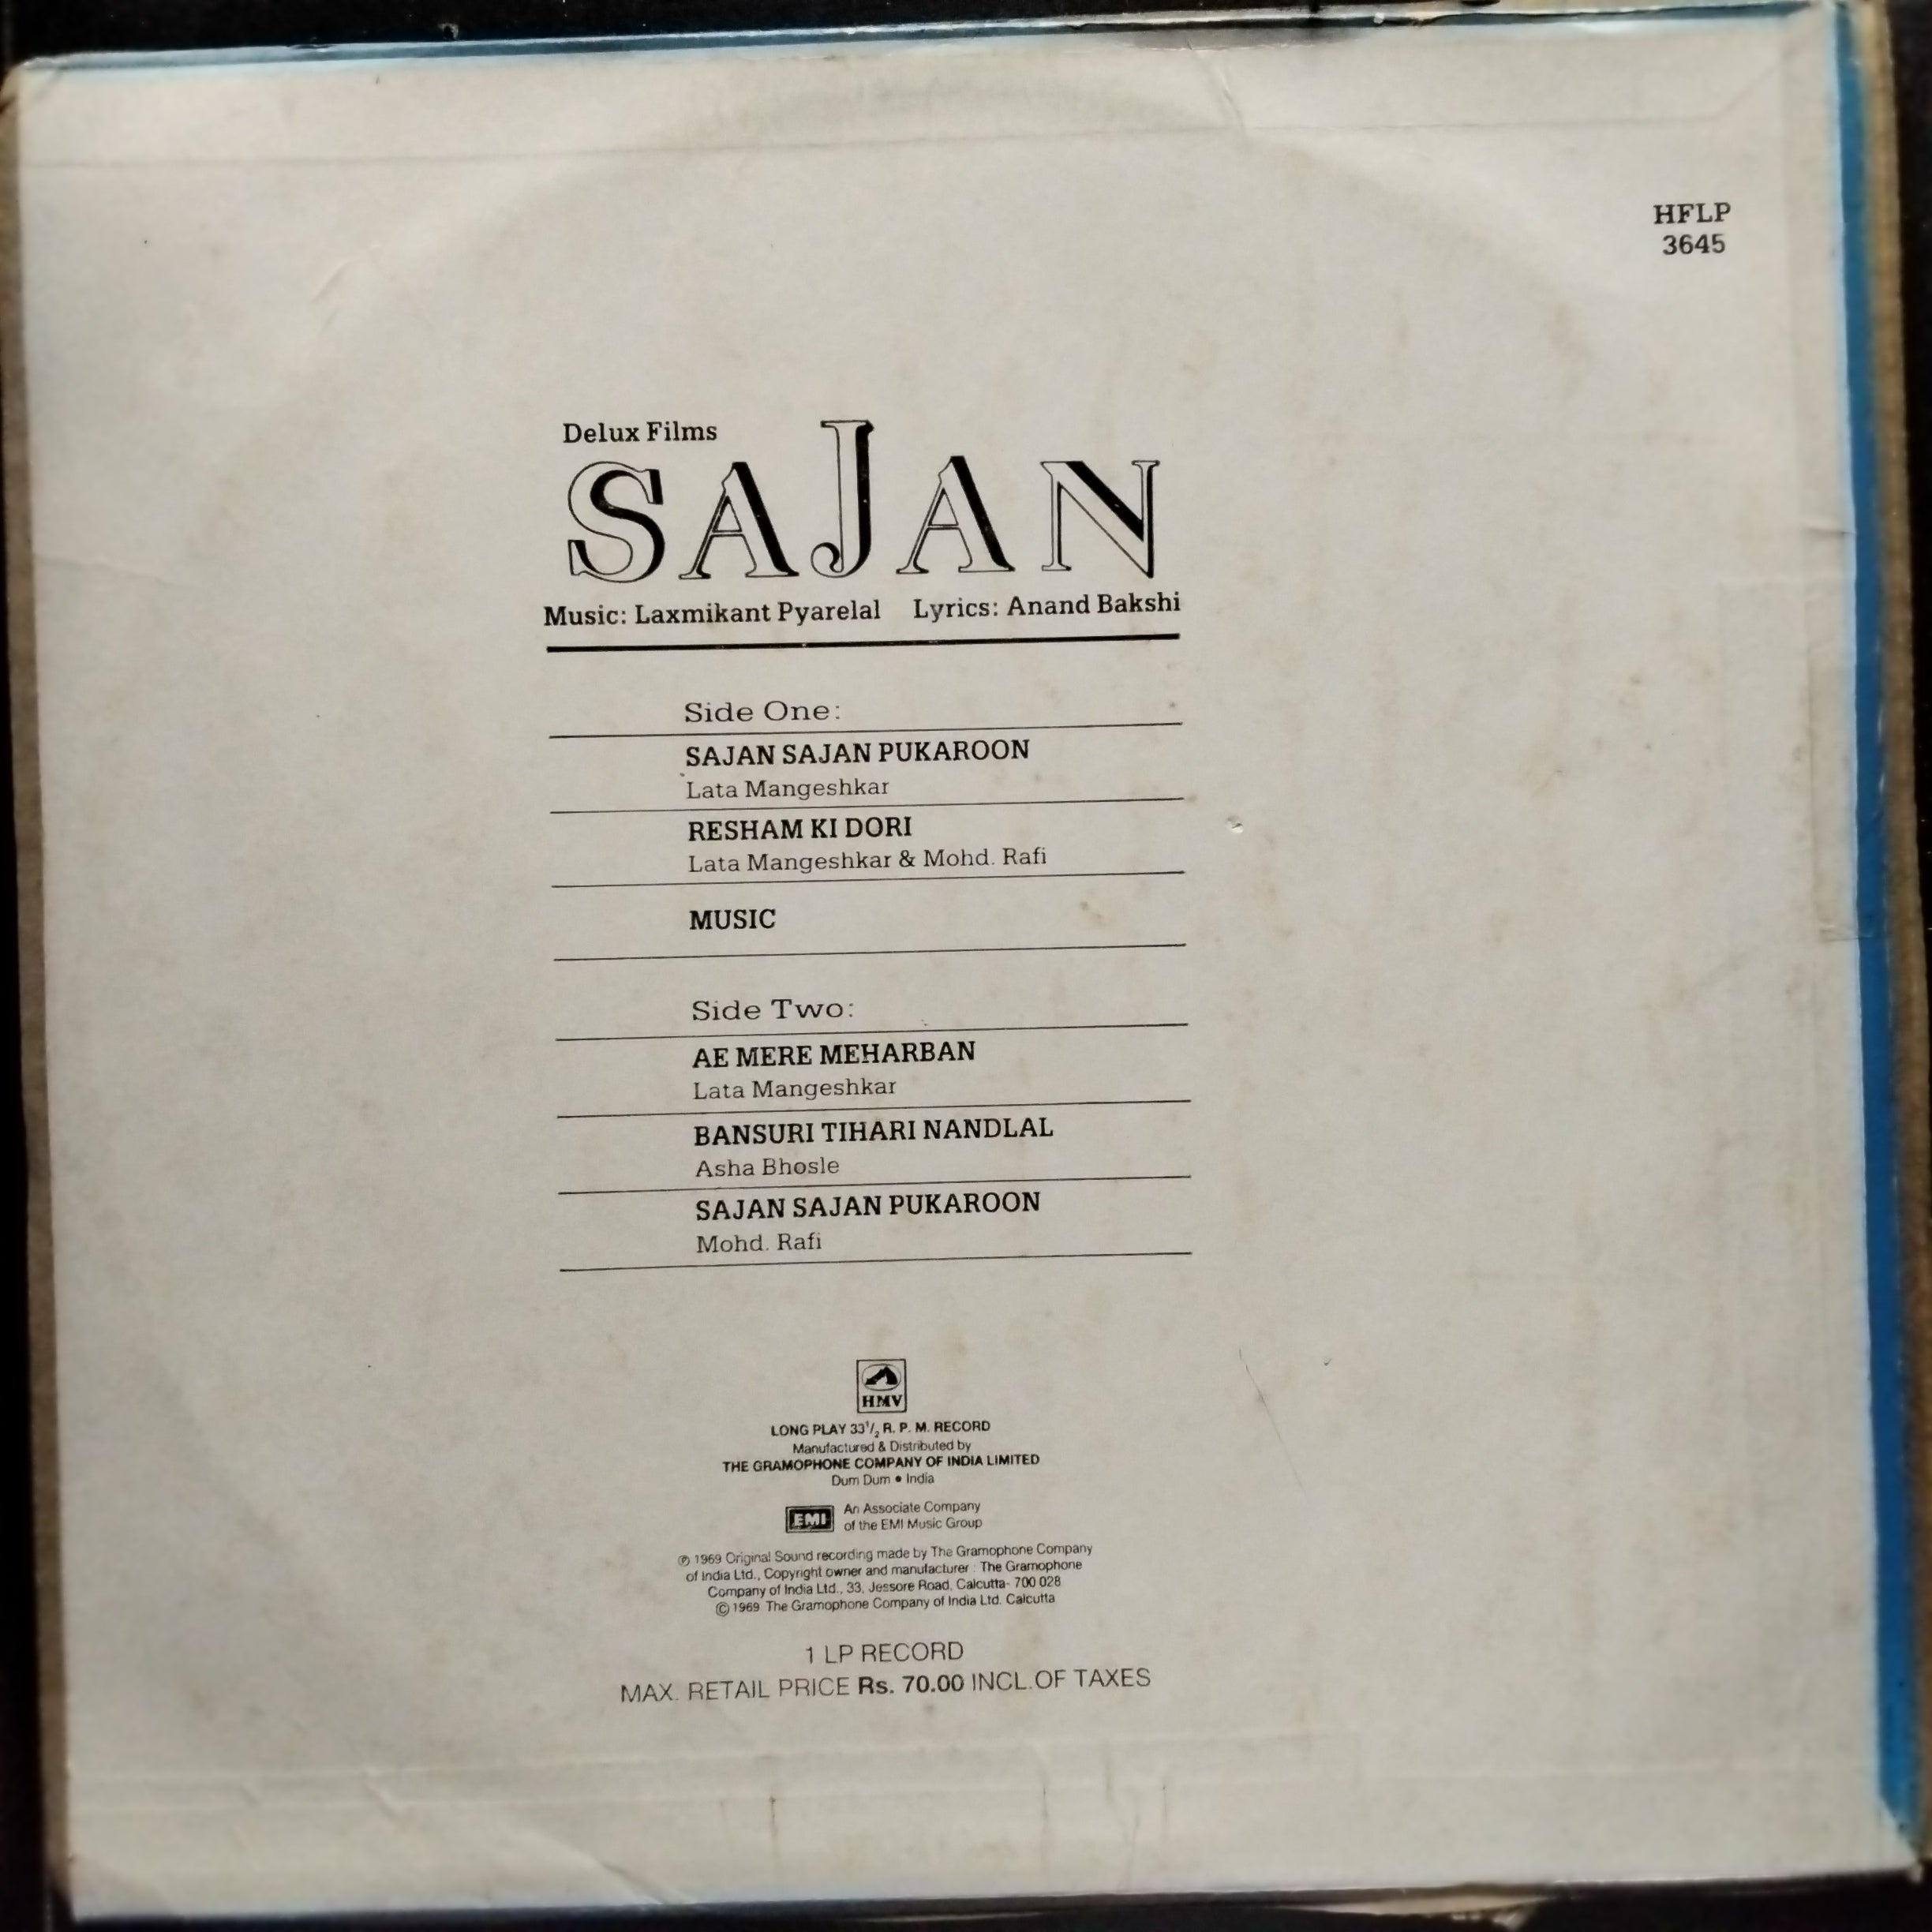 HFLP
3645
Delux Films
SAJAN
Music: Laxmikant Pyarelal Lyrics: Anand Bakshi
Side One:
SAJAN SAJAN PUKAROON
Lata Mangeshkar
RESHAM KI DORI
Lata Mangeshkar & Mohd. Rafi
MUSIC
Side Two:
AE MERE MEHARBAN
Lata Mangeshkar
BANSURI TIHARI NANDLAL
Asha Bhosle
SAJAN SAJAN PUKAROON
Mohd. Rafi
HMV
LONG PLAY 33 1/2 R. P. M. RECORD
Manufactured & Distributed by
THE GRAMOPHONE COMPANY OF INDIA LIMITED
Dum Dum • India
EMI
An Associate Company
of the EMI Music Group
℗ 1969 Original Sound recording made by The Gramophone Company
of India Ltd., Copyright owner and manufacturer : The Gramophone
Company of India Ltd., 33, Jessore Road, Calcutta- 700 028
© 1969 The Gramophone Company of India Ltd. Calcutta
1 LP RECORD
MAX. RETAIL PRICE Rs. 70.00 INCL.OF TAXES